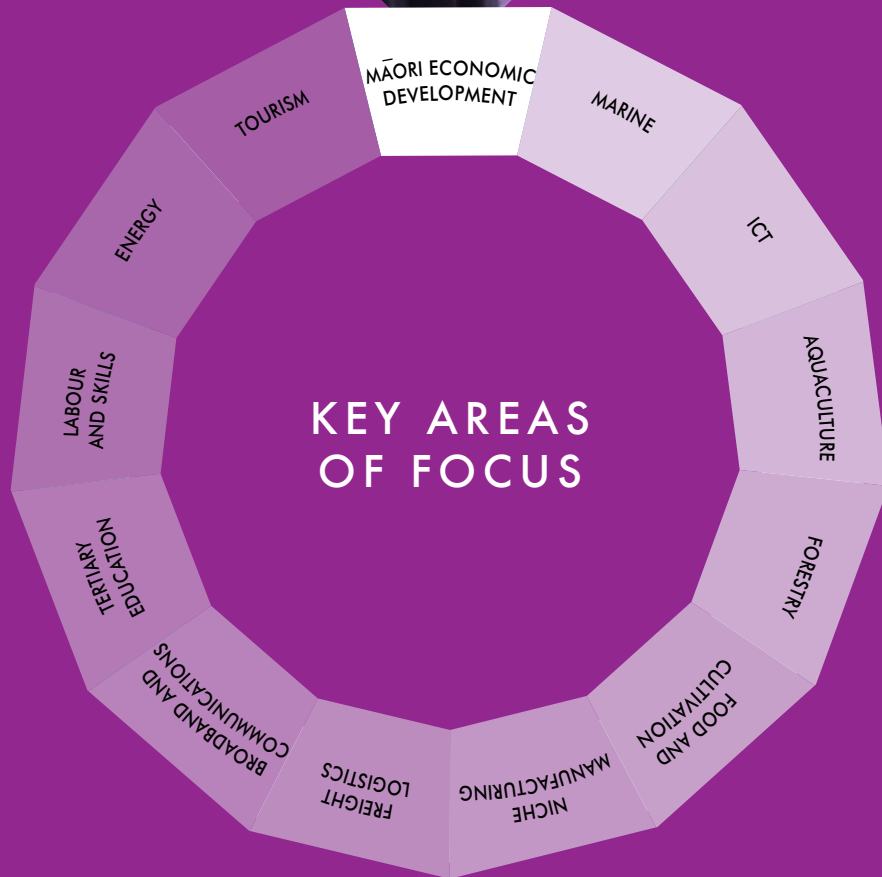 MĀORI ECONOMIC
DEVELOPMENT
MARINE
ICT
AQUACULTURE
FORESTRY
FOOD AND
CULTIVATION
NICHE
MANUFACTURING
FREIGHT
LOGISTICS
BROADBAND AND
COMMUNICATIONS
TERTIARY
EDUCATION
LABOUR
AND SKILLS
ENERGY
TOURISM
KEY AREAS
OF FOCUS